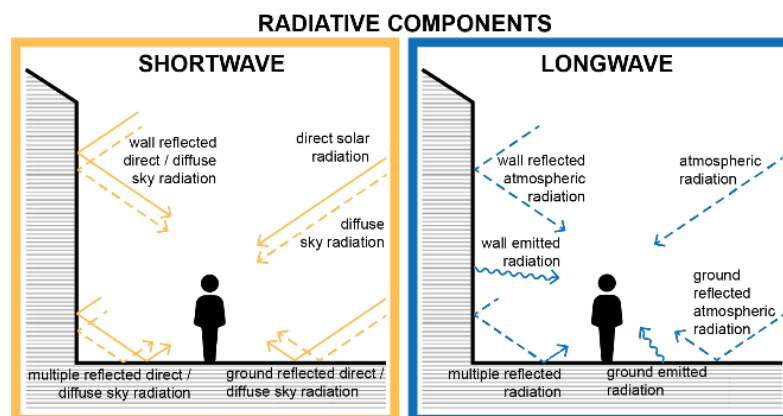 RADIATIVE COMPONENTS
SHORTWAVE
wall reflected
direct / diffuse
sky radiation
direct solar
radiation
diffuse
sky radiation
multiple reflected direct /
diffuse sky radiation
ground reflected direct /
diffuse sky radiation
LONGWAVE
wall reflected
atmospheric
radiation
atmospheric
radiation
wall emitted
radiation
ground
reflected
atmospheric
radiation
multiple reflected
radiation
ground emitted
radiation